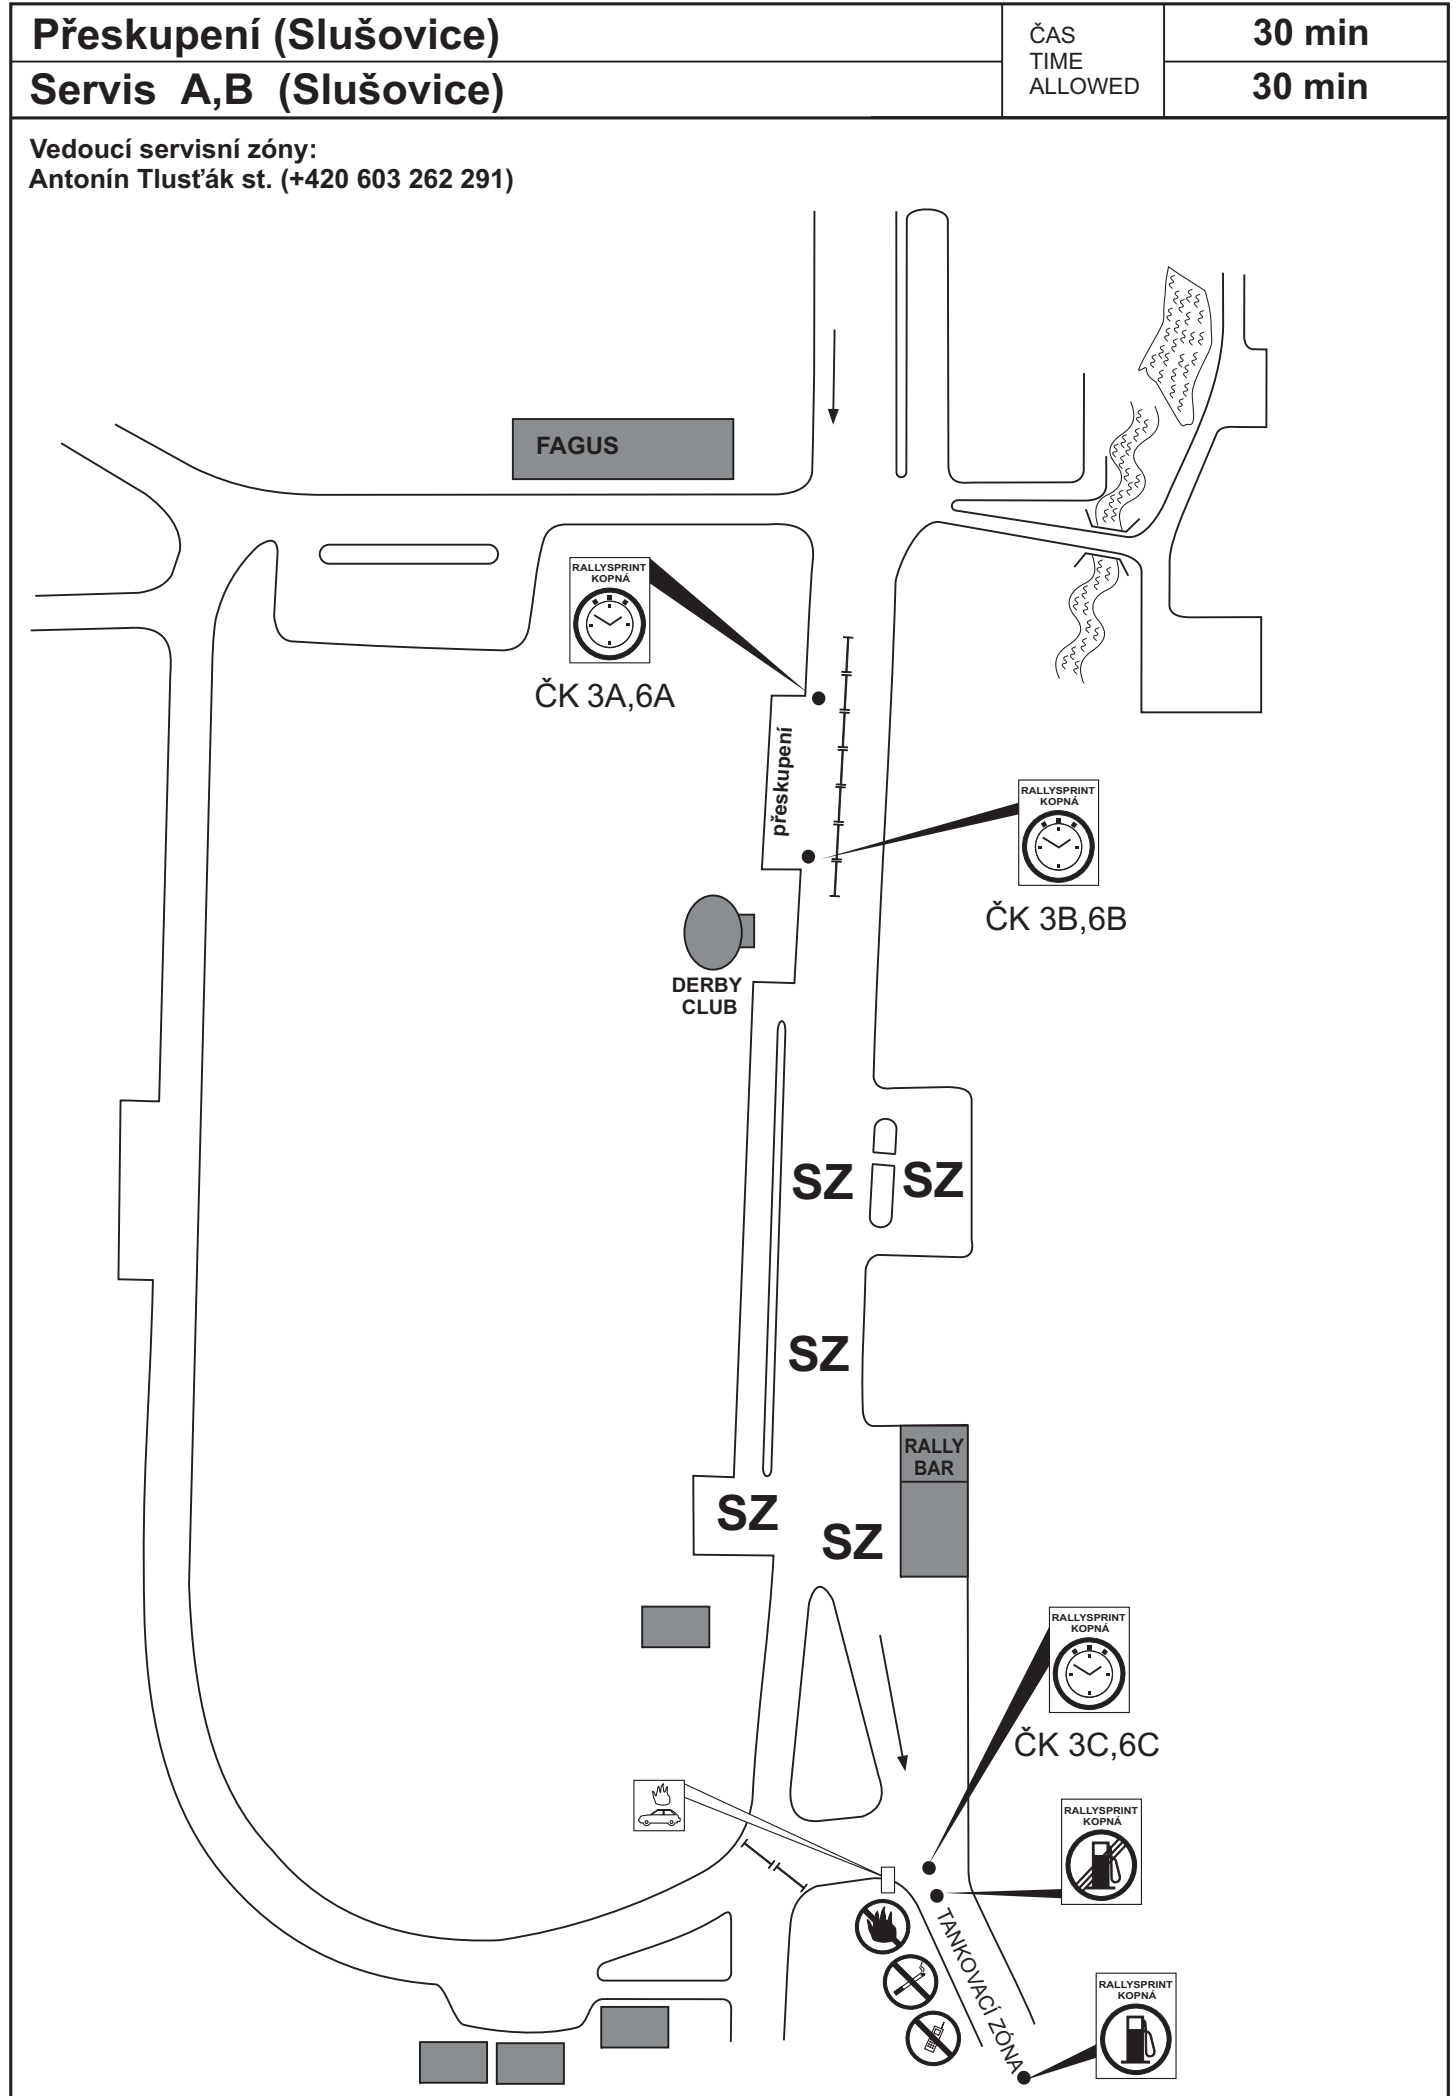 Přeskupení (Slušovice)
ČAS
TIME
ALLOWED
30 min
Servis A,B (Slušovice)
30 min
Vedoucí servisní zóny:
Antonín Tlusťák st. (+420 603 262 291)
FAGUS
RALLYSPRINT
KOPNÁ
ČK 3A,6A
přeskupení
RALLYSPRINT
KOPNÁ
ČK 3B,6B
DERBY
CLUB
SZ
SZ
SZ
RALLY
BAR
SZ
SZ
RALLYSPRINT
KOPNÁ
ČK 3C,6C
RALLYSPRINT
KOPNÁ
TANKOVACÍ ZÓNA
RALLYSPRINT
KOPNÁ